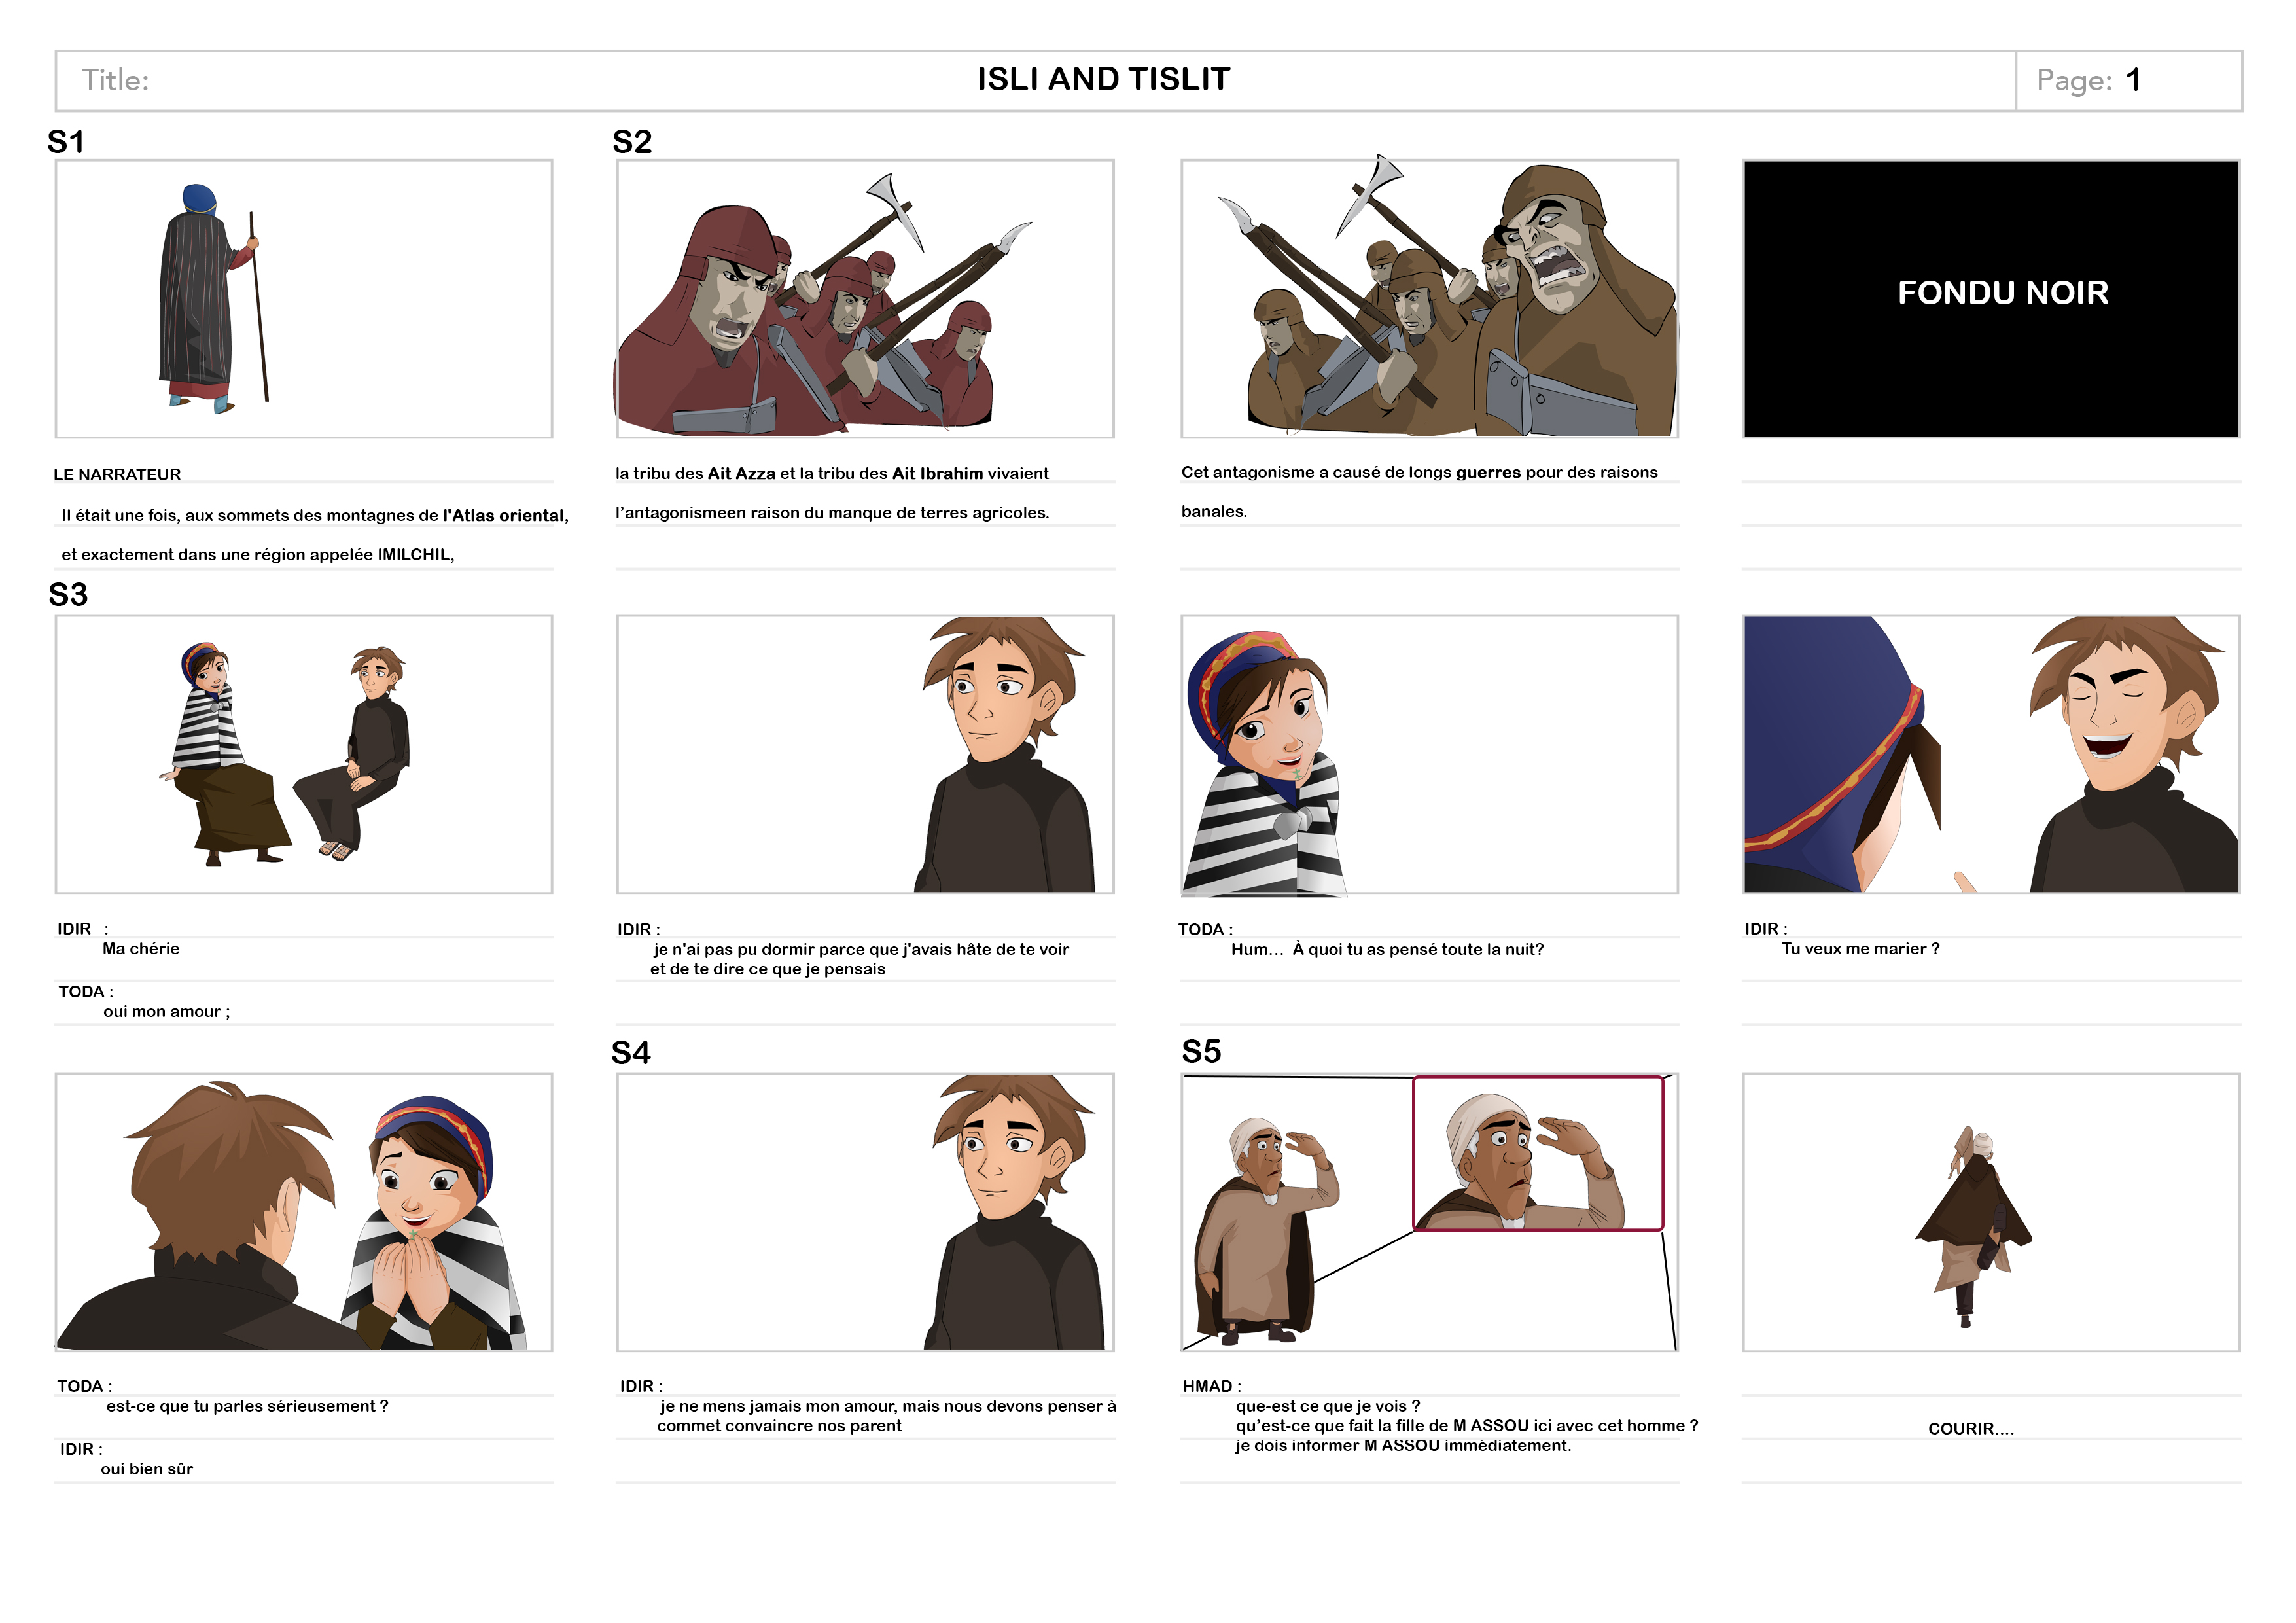 Title:
ISLI AND TISLIT
Page: 1
S1
S2
FONDU NOIR
LE NARRATEUR
Il était une fois, aux sommets des montagnes de l'Atlas oriental,
et exactement dans une région appelée IMILCHIL,
la tribu des Ait Azza et la tribu des Ait Ibrahim vivaient
l'antagonismeen raison du manque de terres agricoles.
Cet antagonisme a causé de longs guerres pour des raisons
banales.
S3
IDIR :
Ma chérie
TODA :
oui mon amour ;
IDIR :
je n'ai pas pu dormir parce que j'avais hâte de te voir
et de te dire ce que je pensais
TODA :
Hum... À quoi tu as pensé toute la nuit?
IDIR :
Tu veux me marier ?
S4
S5
TODA :
est-ce que tu parles sérieusement ?
IDIR :
oui bien sûr
IDIR :
je ne mens jamais mon amour, mais nous devons penser à
commet convaincre nos parent
HMAD :
que-est ce que je vois ?
qu'est-ce que fait la fille de M ASSOU ici avec cet homme ?
je dois informer M ASSOU immédiatement.
COURIR....